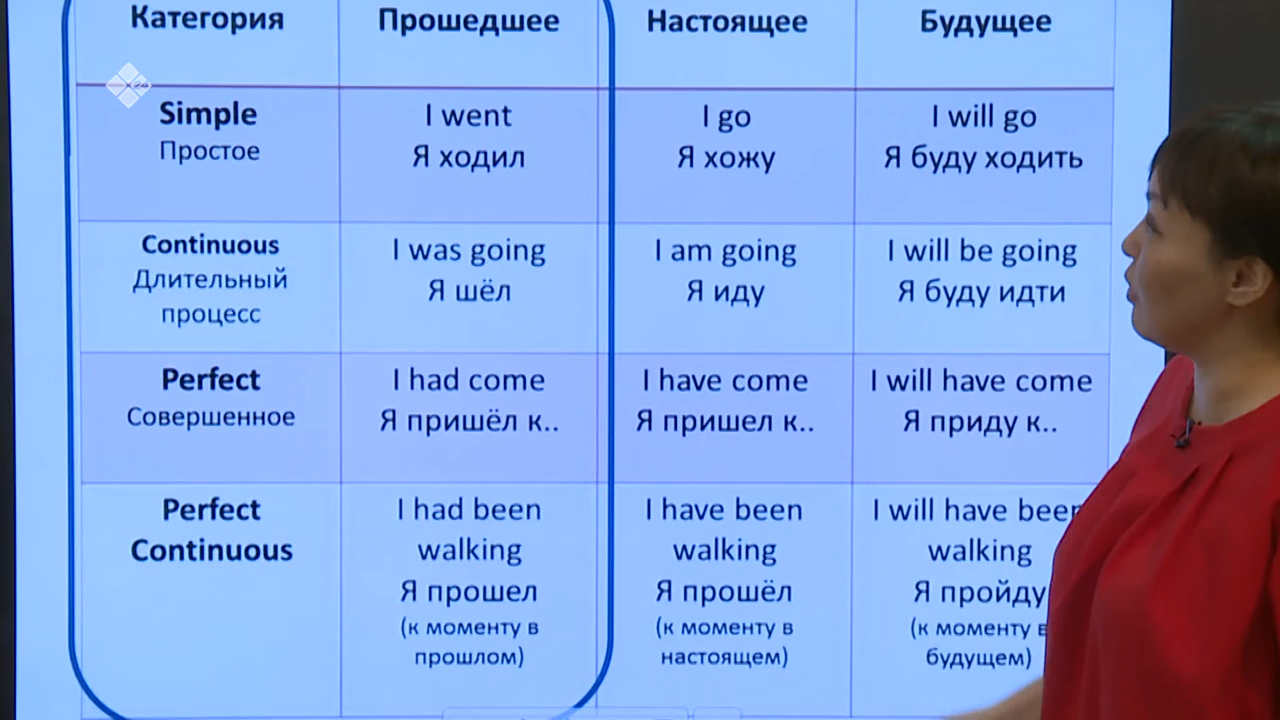 Категория Прошедшее Настоящее Будущее
Simple
Простое
I went
Я ходил
I go
Я хожу
I will go
Я буду ходить
Continuous
Длительный
процесс
I was going
Я шёл
I am going
Я иду
I will be going
Я буду идти
Perfect
Совершенное
I had come
Я пришёл к..
I have come
Я пришел к..
I will have come
Я приду к..
Perfect
Continuous
I had been
walking
Я прошел
(к моменту в
прошлом)
I have been
walking
Я прошёл
(к моменту в
настоящем)
I will have been
walking
Я пройду
(к моменту в
будущем)